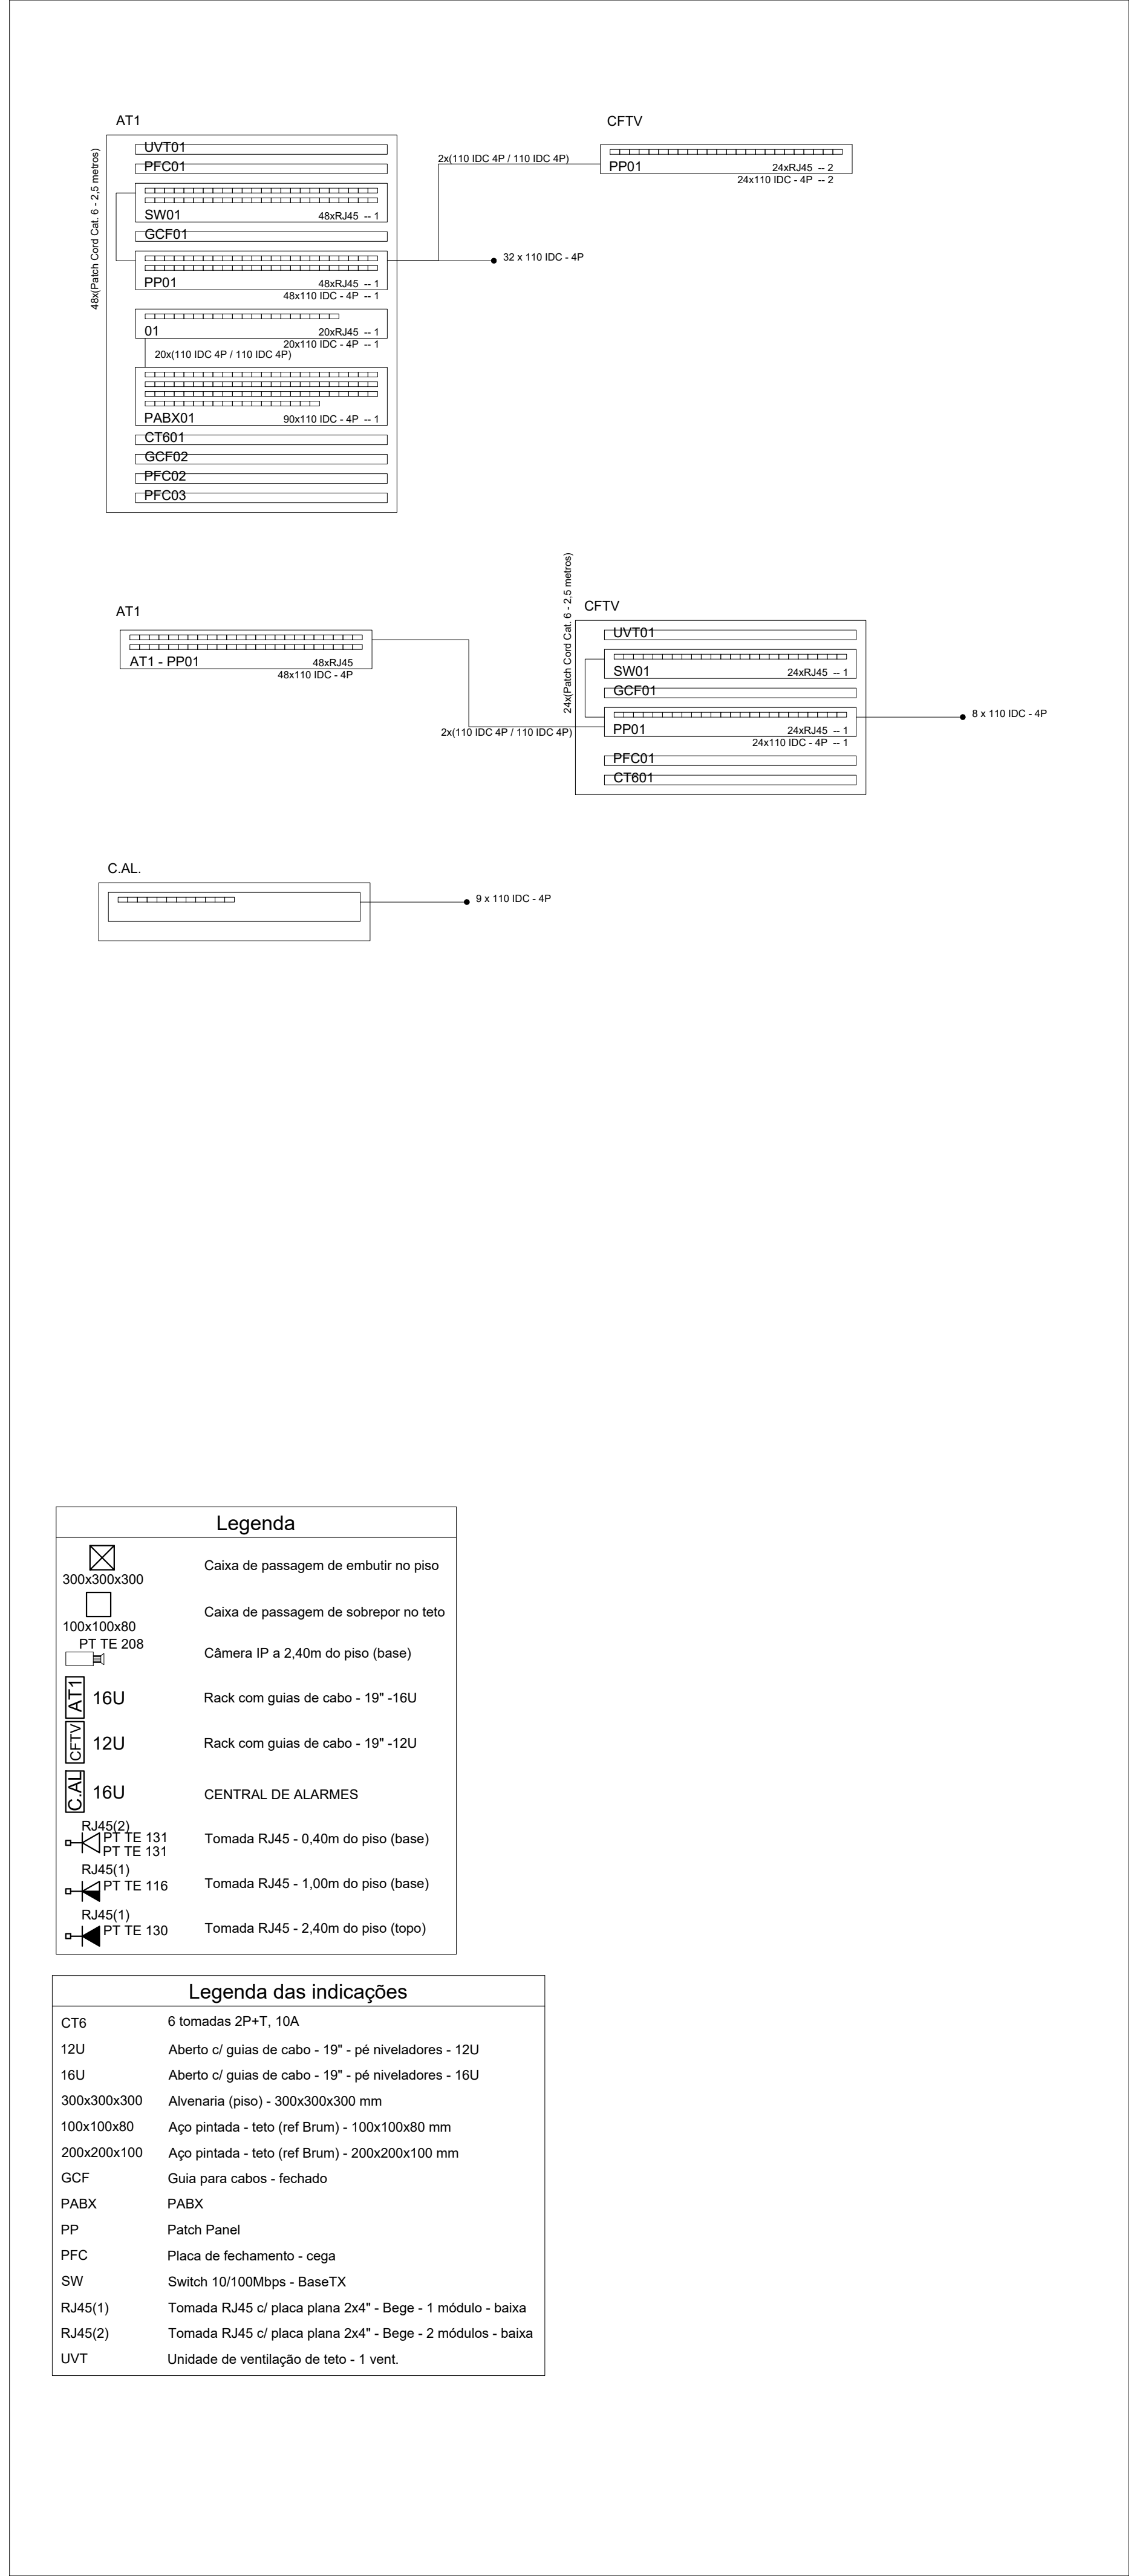 AT1
48x(Patch Cord Cat. 6 - 2,5 metros)
UVT01
PFC01
SW01 48xRJ45 -- 1
GCF01
PP01 48xRJ45 -- 1
48x110 IDC - 4P -- 1
01 20xRJ45 -- 1
20x110 IDC - 4P -- 1
20x(110 IDC 4P / 110 IDC 4P)
PABX01 90x110 IDC - 4P -- 1
CT601
GCF02
PFC02
PFC03
2x(110 IDC 4P / 110 IDC 4P)
32 x 110 IDC - 4P
CFTV
PP01 24xRJ45 -- 2
24x110 IDC - 4P -- 2
AT1
AT1 - PP01 48xRJ45
48x110 IDC - 4P
2x(110 IDC 4P / 110 IDC 4P)
24x(Patch Cord Cat. 6 - 2,5 metros)
CFTV
UVT01
SW01 24xRJ45 -- 1
GCF01
PP01 24xRJ45 -- 1
24x110 IDC - 4P -- 1
PFC01
CT601
8 x 110 IDC - 4P
C.AL.
9 x 110 IDC - 4P
Legenda
300x300x300 Caixa de passagem de embutir no piso
100x100x80 Caixa de passagem de sobrepor no teto
PT TE 208 Câmera IP a 2,40m do piso (base)
AT1 16U Rack com guias de cabo - 19" -16U
CFTV 12U Rack com guias de cabo - 19" -12U
C.AL 16U CENTRAL DE ALARMES
RJ45(2)
PT TE 131
PT TE 131
Tomada RJ45 - 0,40m do piso (base)
RJ45(1)
PT TE 116 Tomada RJ45 - 1,00m do piso (base)
RJ45(1)
PT TE 130 Tomada RJ45 - 2,40m do piso (topo)
Legenda das indicações
CT6 6 tomadas 2P+T, 10A
12U Aberto c/ guias de cabo - 19" - pé niveladores - 12U
16U Aberto c/ guias de cabo - 19" - pé niveladores - 16U
300x300x300 Alvenaria (piso) - 300x300x300 mm
100x100x80 Aço pintada - teto (ref Brum) - 100x100x80 mm
200x200x100 Aço pintada - teto (ref Brum) - 200x200x100 mm
GCF Guia para cabos - fechado
PABX PABX
PP Patch Panel
PFC Placa de fechamento - cega
SW Switch 10/100Mbps - BaseTX
RJ45(1) Tomada RJ45 c/ placa plana 2x4" - Bege - 1 módulo - baixa
RJ45(2) Tomada RJ45 c/ placa plana 2x4" - Bege - 2 módulos - baixa
UVT Unidade de ventilação de teto - 1 vent.